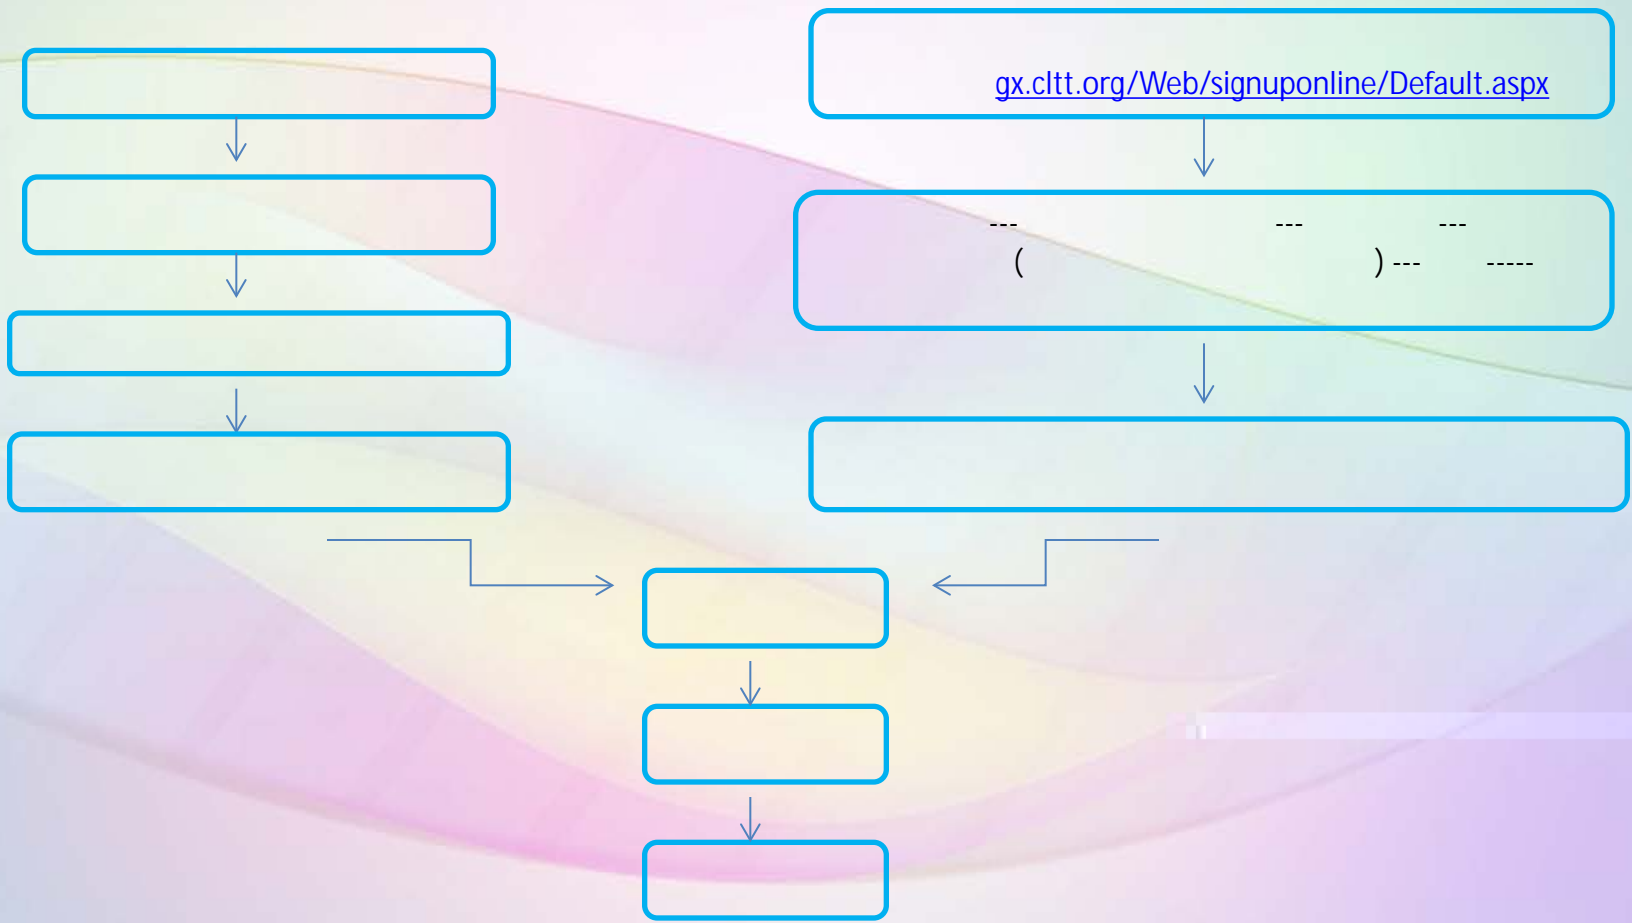 gx.cltt.org/Web/signuponline/Default.aspx
--- --- ---
( ) --- -----